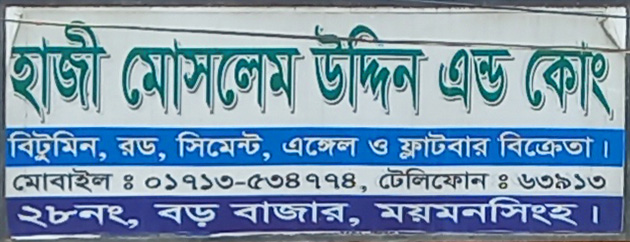 হাজী মোসলেম উদ্দিন এন্ড কোং
বিটুমিন, রড, সিমেন্ট, এঙ্গেল ও ফ্লাটবার বিক্রেতা।
মোবাইল ঃ ০১৭১৩-৫৩৪৭৭৪, টেলিফোন ঃ ৬৩৯১৩
২৮নং, বড় বাজার, ময়মনসিংহ।